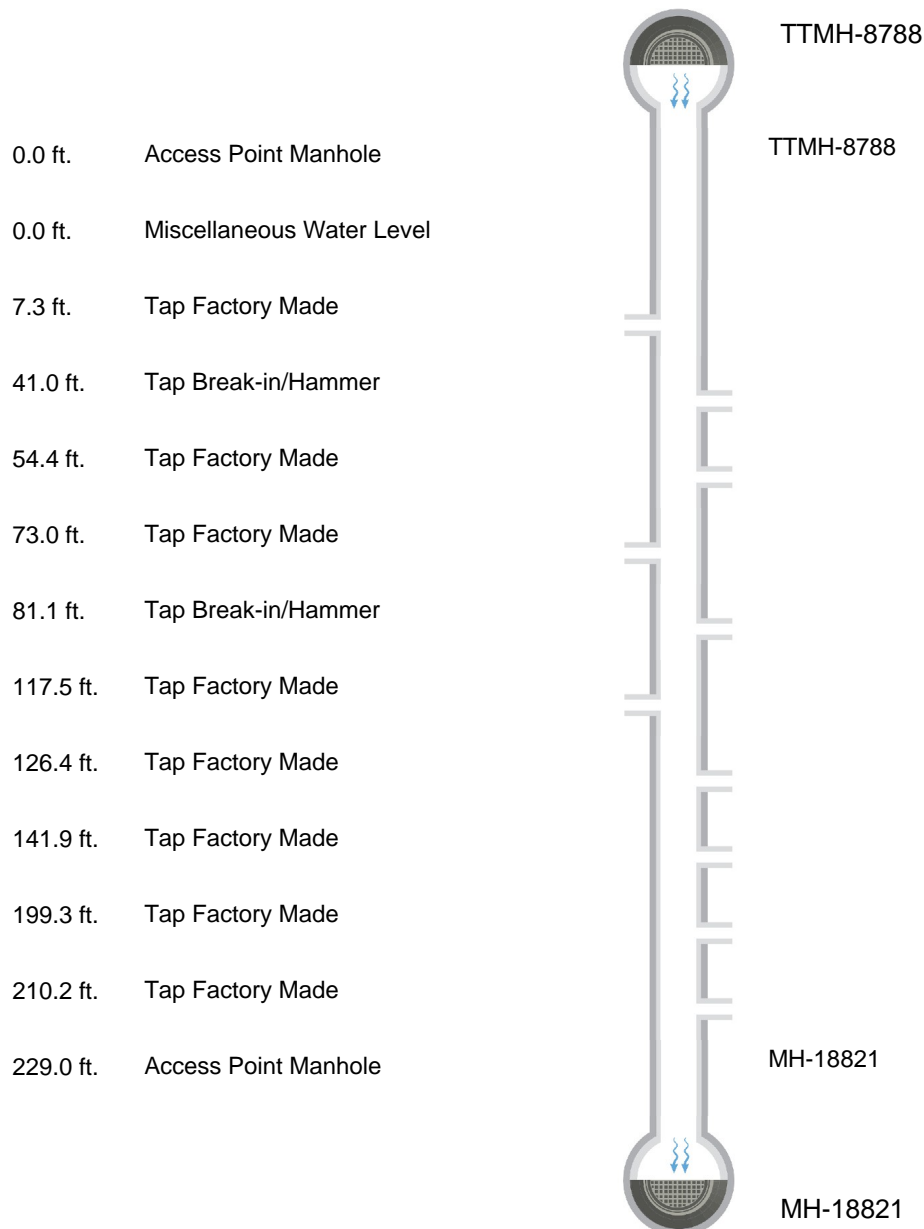 TTMH-8788
0.0 ft. Access Point Manhole TTMH-8788
0.0 ft. Miscellaneous Water Level
7.3 ft. Tap Factory Made
41.0 ft. Tap Break-in/Hammer
54.4 ft. Tap Factory Made
73.0 ft. Tap Factory Made
81.1 ft. Tap Break-in/Hammer
117.5 ft. Tap Factory Made
126.4 ft. Tap Factory Made
141.9 ft. Tap Factory Made
199.3 ft. Tap Factory Made
210.2 ft. Tap Factory Made
229.0 ft. Access Point Manhole MH-18821
MH-18821